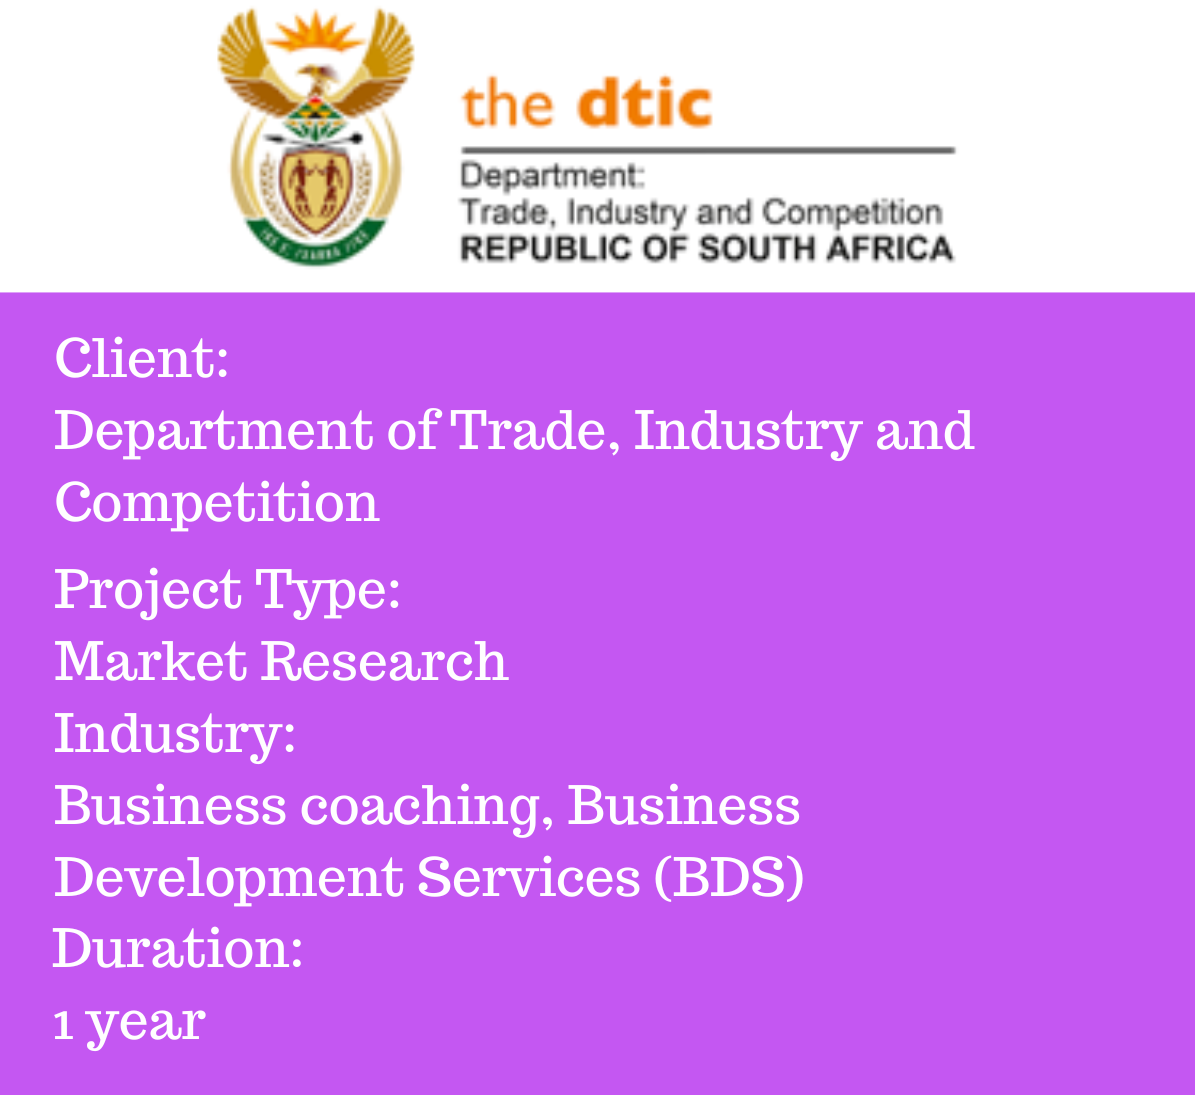 the dtic
Department:
Trade, Industry and Competition
REPUBLIC OF SOUTH AFRICA
Client:
Department of Trade, Industry and
Competition
Project Type:
Market Research
Industry:
Business coaching, Business
Development Services (BDS)
Duration:
1 year